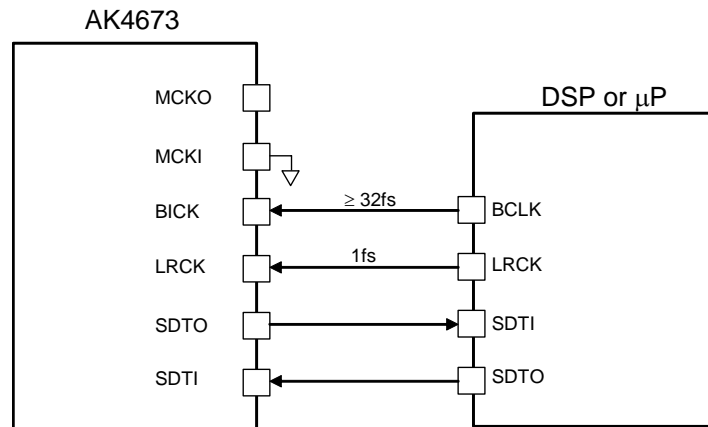 AK4673
DSP or μP
MCKO
MCKI
BICK
≥ 32fs
BCLK
LRCK
1fs
LRCK
SDTO
SDTI
SDTI
SDTO